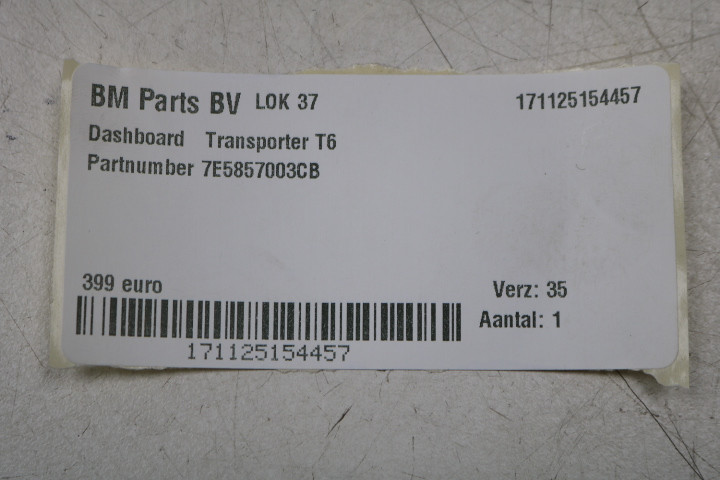 BM Parts BV LOK 37 171125154457
Dashboard Transporter T6
Partnumber 7E5857003CB
399 euro Verz: 35
Aantal: 1
171125154457